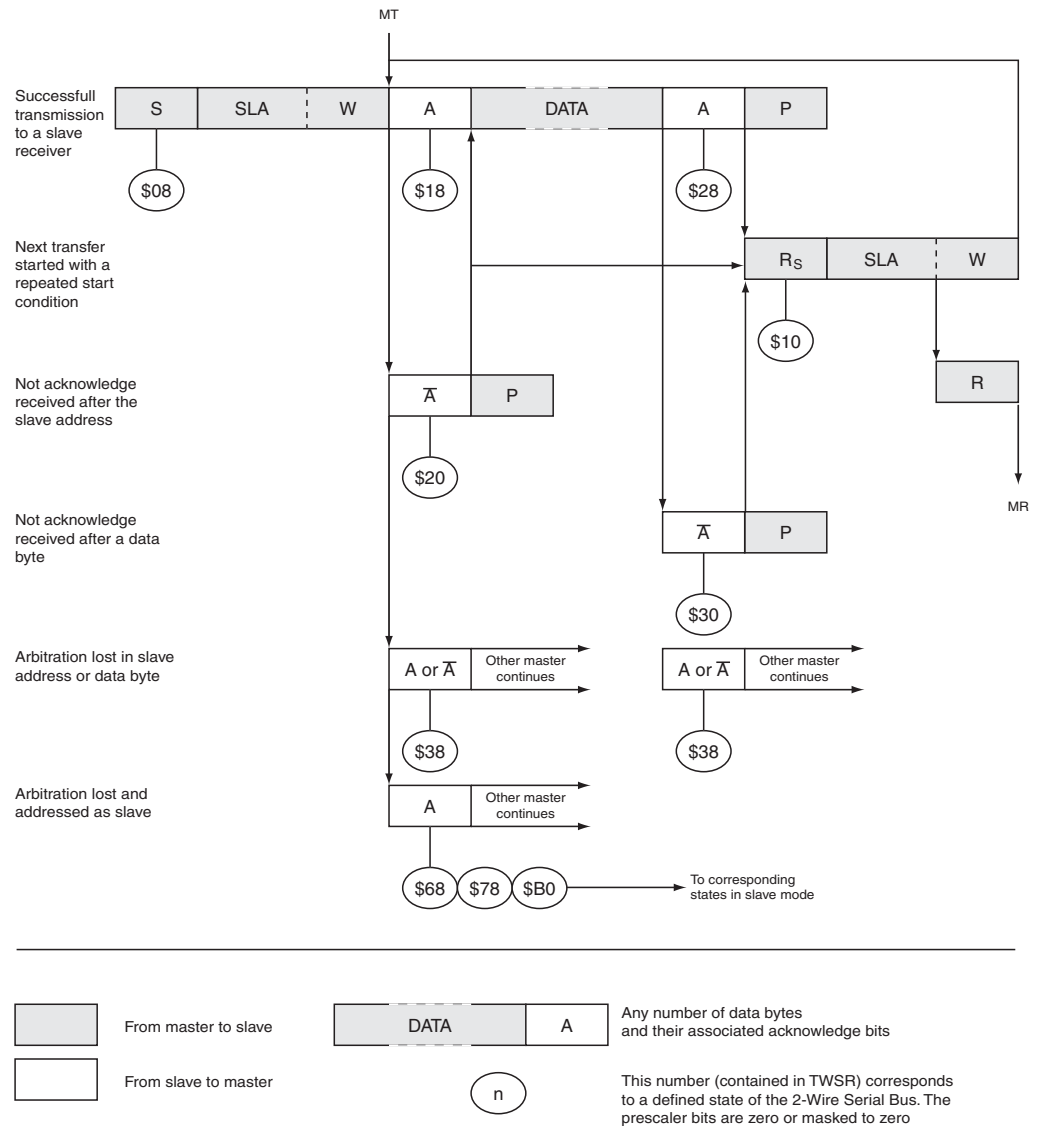 MT
Successfull
transmission
to a slave
receiver
S SLA W A DATA A P
$08 $18 $28
Next transfer
started with a
repeated start
condition
RS SLA W
$10
Not acknowledge
received after the
slave address
A̅ P
R
$20
MR
Not acknowledge
received after a data
byte
A̅ P
$30
Arbitration lost in slave
address or data byte
A or A̅ Other master
continues
A or A̅ Other master
continues
$38 $38
Arbitration lost and
addressed as slave
A Other master
continues
$68 $78 $B0 To corresponding
states in slave mode
From master to slave
DATA A
Any number of data bytes
and their associated acknowledge bits
From slave to master
n
This number (contained in TWSR) corresponds
to a defined state of the 2-Wire Serial Bus. The
prescaler bits are zero or masked to zero